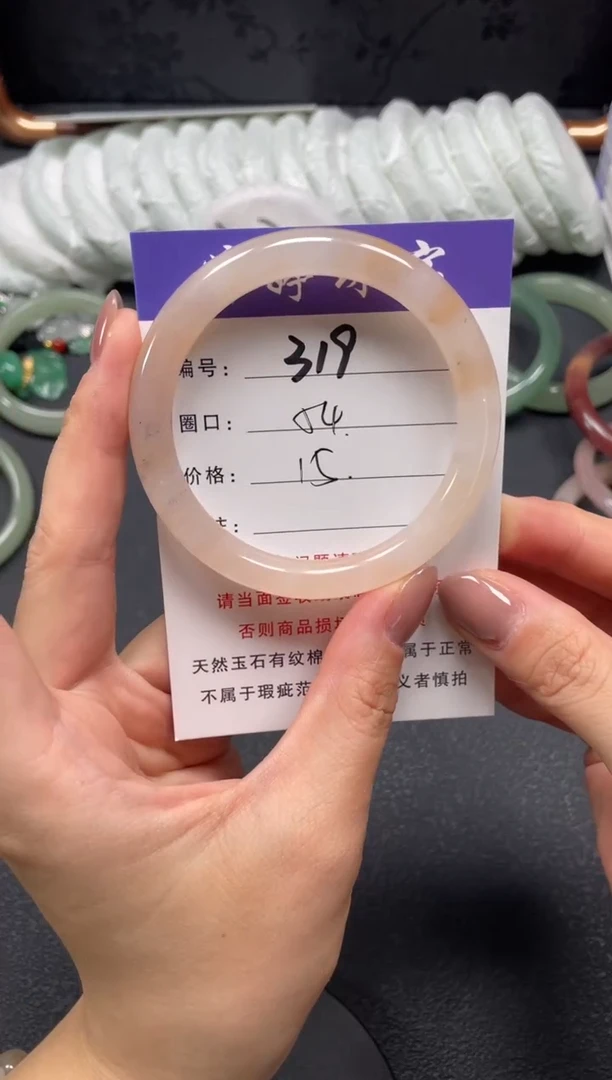 编号: 319
圈口: 54.
价格: 15.
请当面签收
否则商品损
天然玉石有纹棉 属于正常
不属于瑕疵范 义者慎拍